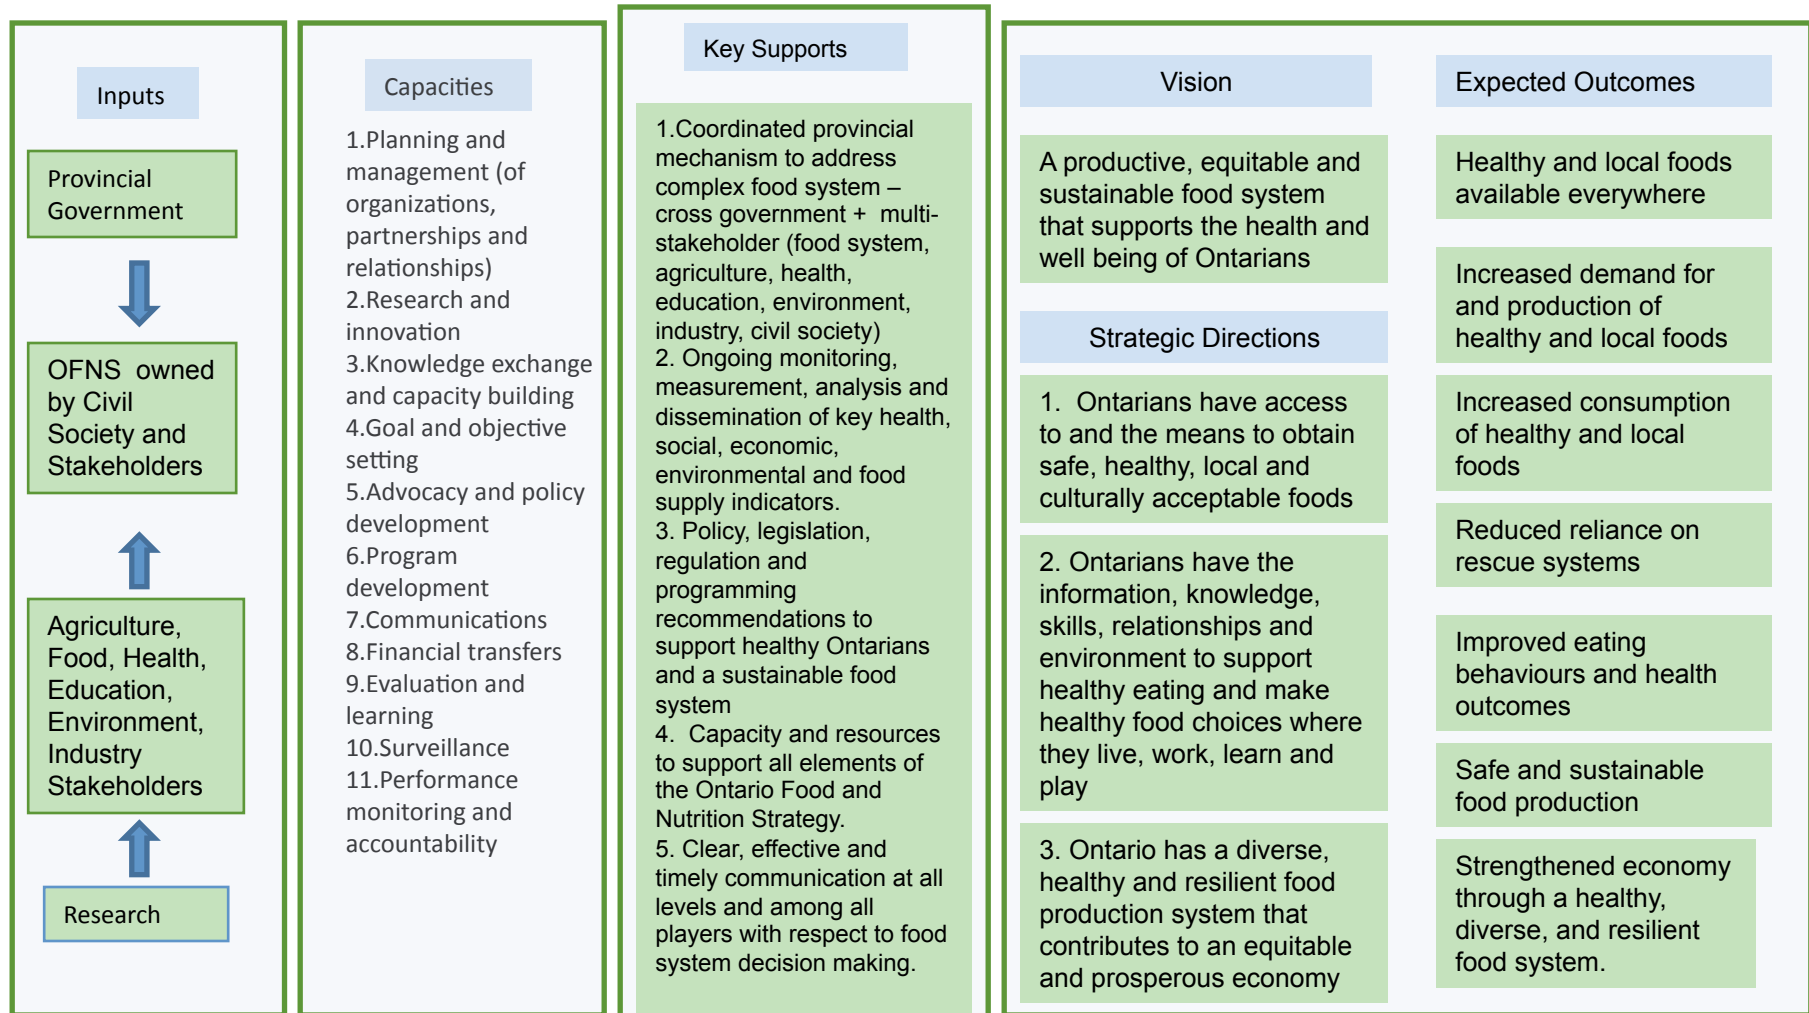 Inputs
Provincial
Government
OFNS owned
by Civil
Society and
Stakeholders
Agriculture,
Food, Health,
Education,
Environment,
Industry
Stakeholders
Research
Capacities
1.Planning and
management (of
organizations,
partnerships and
relationships)
2.Research and
innovation
3.Knowledge exchange
and capacity building
4.Goal and objective
setting
5.Advocacy and policy
development
6.Program
development
7.Communications
8.Financial transfers
9.Evaluation and
learning
10.Surveillance
11.Performance
monitoring and
accountability
Key Supports
1.Coordinated provincial
mechanism to address
complex food system –
cross government + multi-
stakeholder (food system,
agriculture, health,
education, environment,
industry, civil society)
2. Ongoing monitoring,
measurement, analysis and
dissemination of key health,
social, economic,
environmental and food
supply indicators.
3. Policy, legislation,
regulation and
programming
recommendations to
support healthy Ontarians
and a sustainable food
system
4. Capacity and resources
to support all elements of
the Ontario Food and
Nutrition Strategy.
5. Clear, effective and
timely communication at all
levels and among all
players with respect to food
system decision making.
Vision
A productive, equitable and
sustainable food system
that supports the health and
well being of Ontarians
Strategic Directions
1. Ontarians have access
to and the means to obtain
safe, healthy, local and
culturally acceptable foods
2. Ontarians have the
information, knowledge,
skills, relationships and
environment to support
healthy eating and make
healthy food choices where
they live, work, learn and
play
3. Ontario has a diverse,
healthy and resilient food
production system that
contributes to an equitable
and prosperous economy
Expected Outcomes
Healthy and local foods
available everywhere
Increased demand for
and production of
healthy and local foods
Increased consumption
of healthy and local
foods
Reduced reliance on
rescue systems
Improved eating
behaviours and health
outcomes
Safe and sustainable
food production
Strengthened economy
through a healthy,
diverse, and resilient
food system.